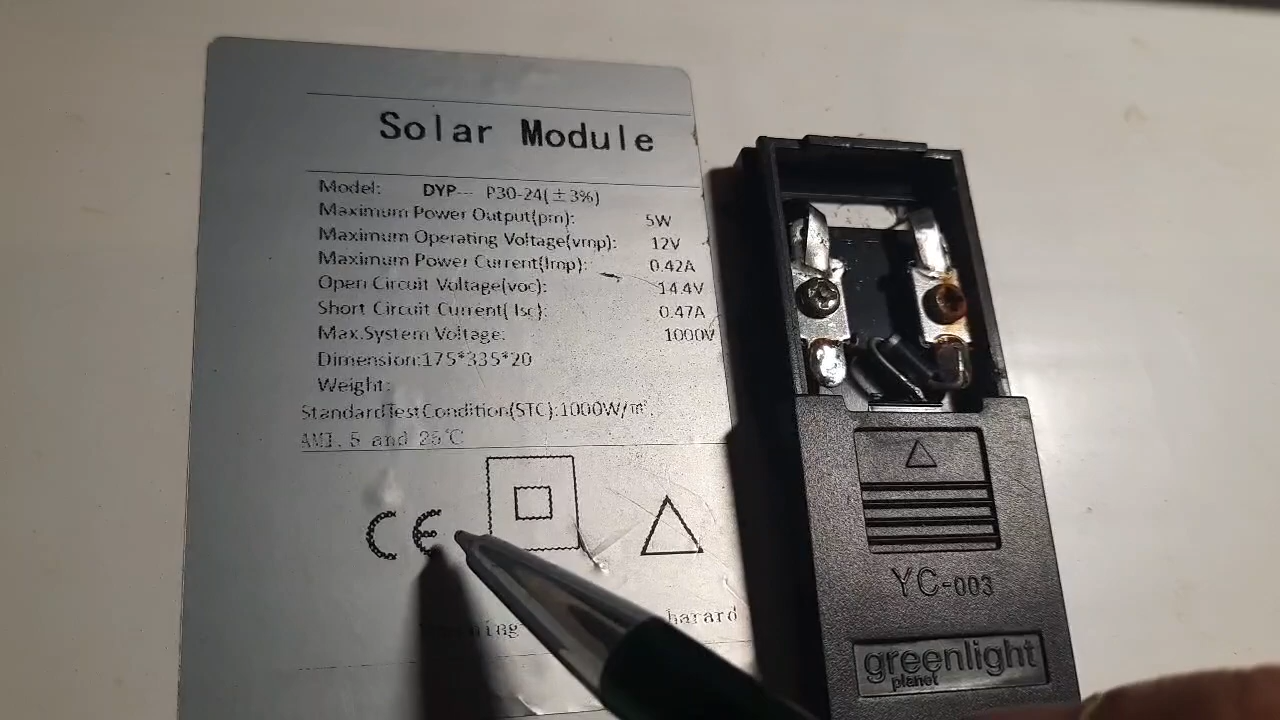 Solar Module
Model: DYP-- P30-24(±3%)
Maximum Power Output(pm): 5W
Maximum Operating Voltage(vmp): 12V
Maximum Power Current(Imp): 0.42A
Open Circuit Voltage(voc): 14.4V
Short Circuit Current( Isc): 0.47A
Max.System Voltage: 1000V
Dimension:175*335*20
Weight:
StandardTestCondition(STC):1000W/㎡.
AM1.5 and 25℃
CE
harard
YC-003
greenlight
planet